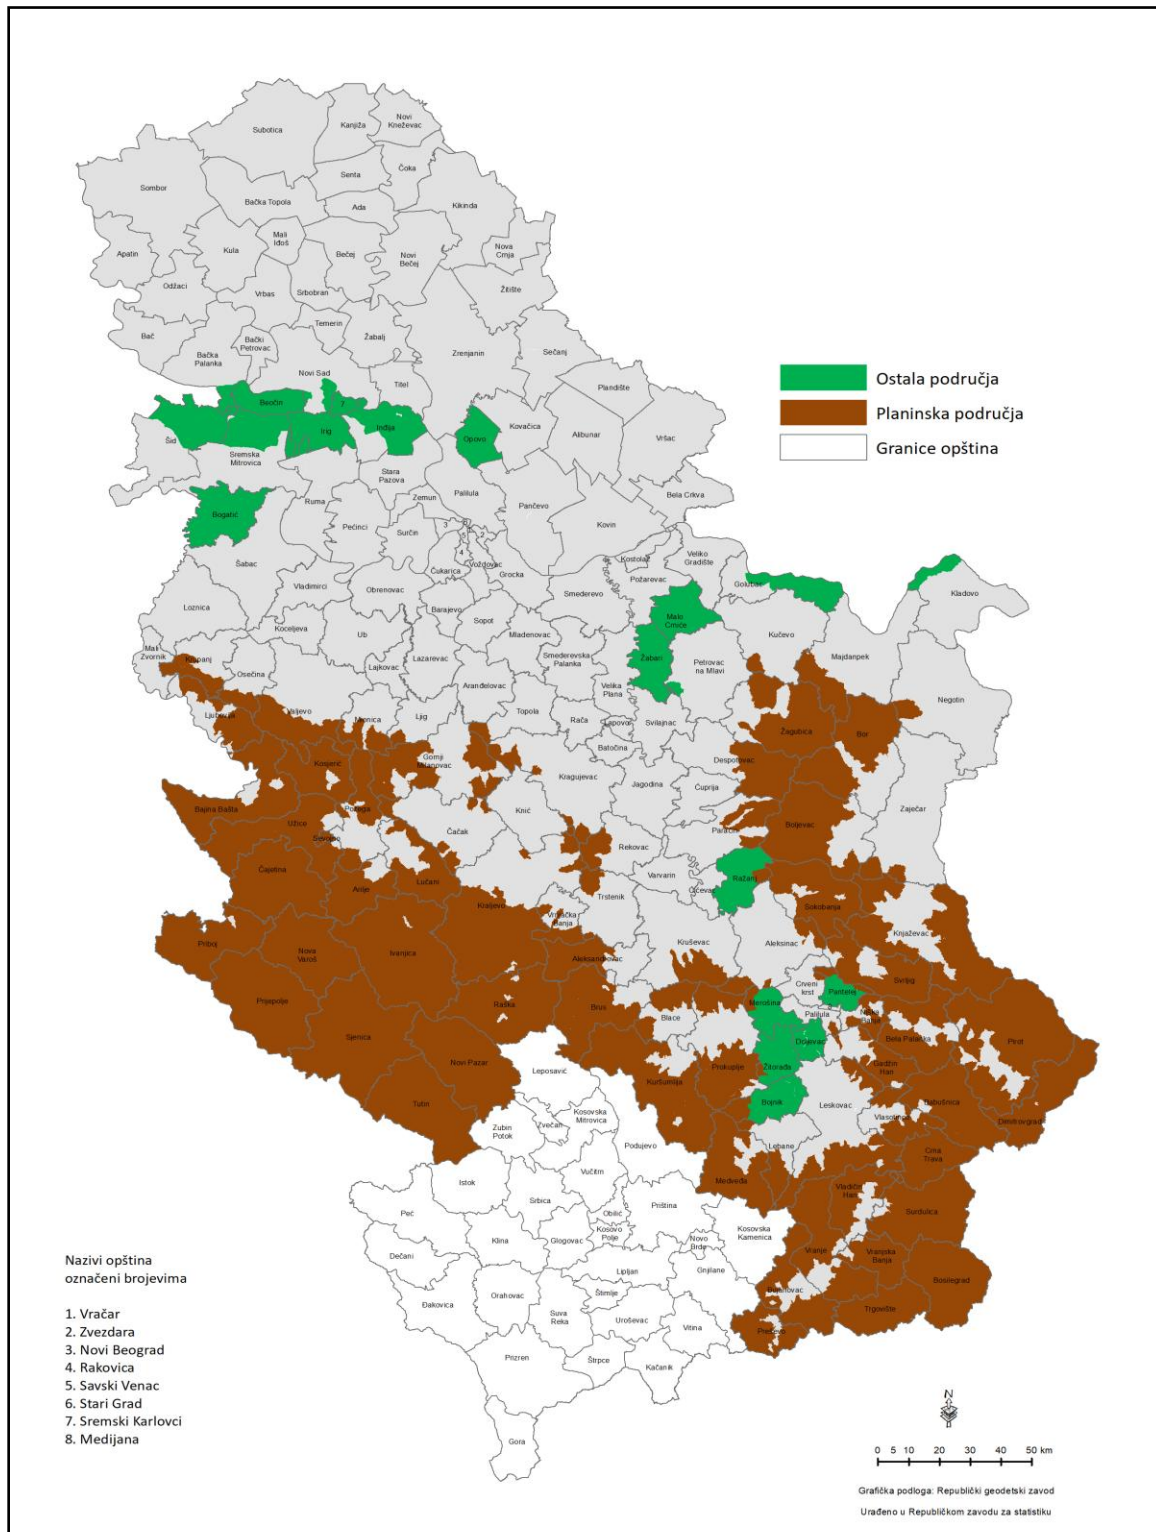 Subotica
Kanjiža
Novi
Kneževac
Senta
Čoka
Sombor
Bačka Topola
Ada
Kikinda
Apatin
Kula
Mali
Iđoš
Bečej
Novi
Bečej
Nova
Crnja
Odžaci
Vrbas
Srbobran
Žitište
Bač
Bačka
Palanka
Bački
Petrovac
Temerin
Žabalj
Zrenjanin
Sečanj
Novi Sad
Titel
Plandište
Ostala područja
Planinska područja
Granice opština
Beočin
7
Šid
Irig
Inđija
Opovo
Kovačica
Alibunar
Vršac
Sremska
Mitrovica
Stara
Pazova
Bela Crkva
Bogatić
Ruma
Zemun
Palilula
Pančevo
Kovin
Pećinci
Surčin
3
6
5
2
4
Šabac
Čukarica
Voždovac
Grocka
Kostolac
Veliko
Gradište
Golubac
Kladovo
Vladimirci
Obrenovac
Požarevac
Smederevo
Loznica
Barajevo
Sopot
Malo
Crniće
Koceljeva
Ub
Mladenovac
Kučevo
Mali
Zvornik
Krupanj
Osečina
Lajkovac
Lazarevac
Smederevska
Palanka
Žabari
Petrovac
na Mlavi
Majdanpek
Aranđelovac
Velika
Plana
Negotin
Ljubovija
Valjevo
Mionica
Ljig
Topola
Rača
Lapovo
Svilajnac
Žagubica
Bor
Batočina
Kosjerić
Gornji
Milanovac
Despotovac
Kragujevac
Jagodina
Ćuprija
Zaječar
Bajina Bašta
Požega
Knić
Užice
Sevojno
Čačak
Paraćin
Boljevac
Rekovac
Čajetina
Arilje
Lučani
Varvarin
Ćićevac
Ražanj
Kraljevo
Trstenik
Sokobanja
Vrnjačka
Banja
Knjaževac
Priboj
Nova
Varoš
Ivanjica
Kruševac
Aleksinac
Aleksandrovac
Crveni
krst
Pantelej
Svrljig
Prijepolje
Raška
Brus
Merošina
Blace
Palilula
8
Niška
Banja
Doljevac
Bela Palanka
Pirot
Sjenica
Novi Pazar
Kuršumlija
Prokuplje
Žitorađa
Gadžin
Han
Leposavić
Tutin
Bojnik
Leskovac
Babušnica
Vlasotince
Dimitrovgrad
Zubin
Potok
Zvečan
Kosovska
Mitrovica
Podujevo
Lebane
Crna
Trava
Vučitrn
Medveđa
Istok
Vladičin
Han
Srbica
Priština
Surdulica
Peć
Obilić
Kosovo
Polje
Klina
Glogovac
Kosovska
Kamenica
Novo
Brdo
Vranje
Vranjska
Banja
Dečani
Gnjilane
Bosilegrad
Lipljan
Bujanovac
Đakovica
Orahovac
Štimlje
Trgovište
Suva
Reka
Uroševac
Vitina
Preševo
Prizren
Štrpce
Kačanik
Gora
Nazivi opština
označeni brojevima
1. Vračar
2. Zvezdara
3. Novi Beograd
4. Rakovica
5. Savski Venac
6. Stari Grad
7. Sremski Karlovci
8. Medijana
N
0 5 10 20 30 40 50 km
Grafička podloga: Republički geodetski zavod
Urađeno u Republičkom zavodu za statistiku